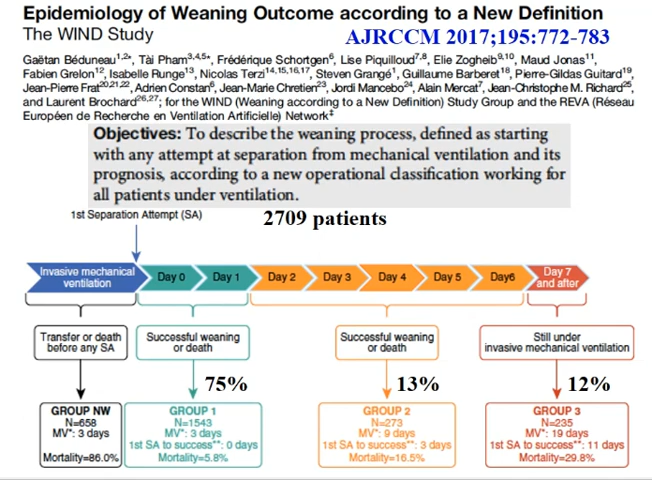 Epidemiology of Weaning Outcome according to a New Definition
The WIND Study
AJRCCM 2017;195:772-783
Gaëtan Béduneau1,2*, Tài Pham3,4,5*, Frédérique Schortgen6, Lise Piquilloud7,8, Elie Zogheib9,10, Maud Jonas11,
Fabien Grelon12, Isabelle Runge13, Nicolas Terzi14,15,16,17, Steven Grangé1, Guillaume Barberet18, Pierre-Gildas Guitard19,
Jean-Pierre Frat20,21,22, Adrien Constan6, Jean-Marie Chretien23, Jordi Mancebo24, Alain Mercat7, Jean-Christophe M. Richard25,
and Laurent Brochard26,27; for the WIND (Weaning according to a New Definition) Study Group and the REVA (Réseau
Européen de Recherche en Ventilation Artificielle) Network‡
Objectives: To describe the weaning process, defined as starting
with any attempt at separation from mechanical ventilation and its
prognosis, according to a new operational classification working for
all patients under ventilation.
1st Separation Attempt (SA)
2709 patients
Invasive mechanical
ventilation
Day 0
Day 1
Day 2
Day 3
Day 4
Day 5
Day6
Day 7
and after
Transfer or death
before any SA
Successful weaning
or death
Successful weaning
or death
Still under
invasive mechanical ventilation
75%
13%
12%
GROUP NW
N=658
MV*: 3 days
Mortality=86.0%
GROUP 1
N=1543
MV*: 3 days
1st SA to success**: 0 days
Mortality=5.8%
GROUP 2
N=273
MV*: 9 days
1st SA to success**: 3 days
Mortality=16.5%
GROUP 3
N=235
MV*: 19 days
1st SA to success**: 11 days
Mortality=29.8%